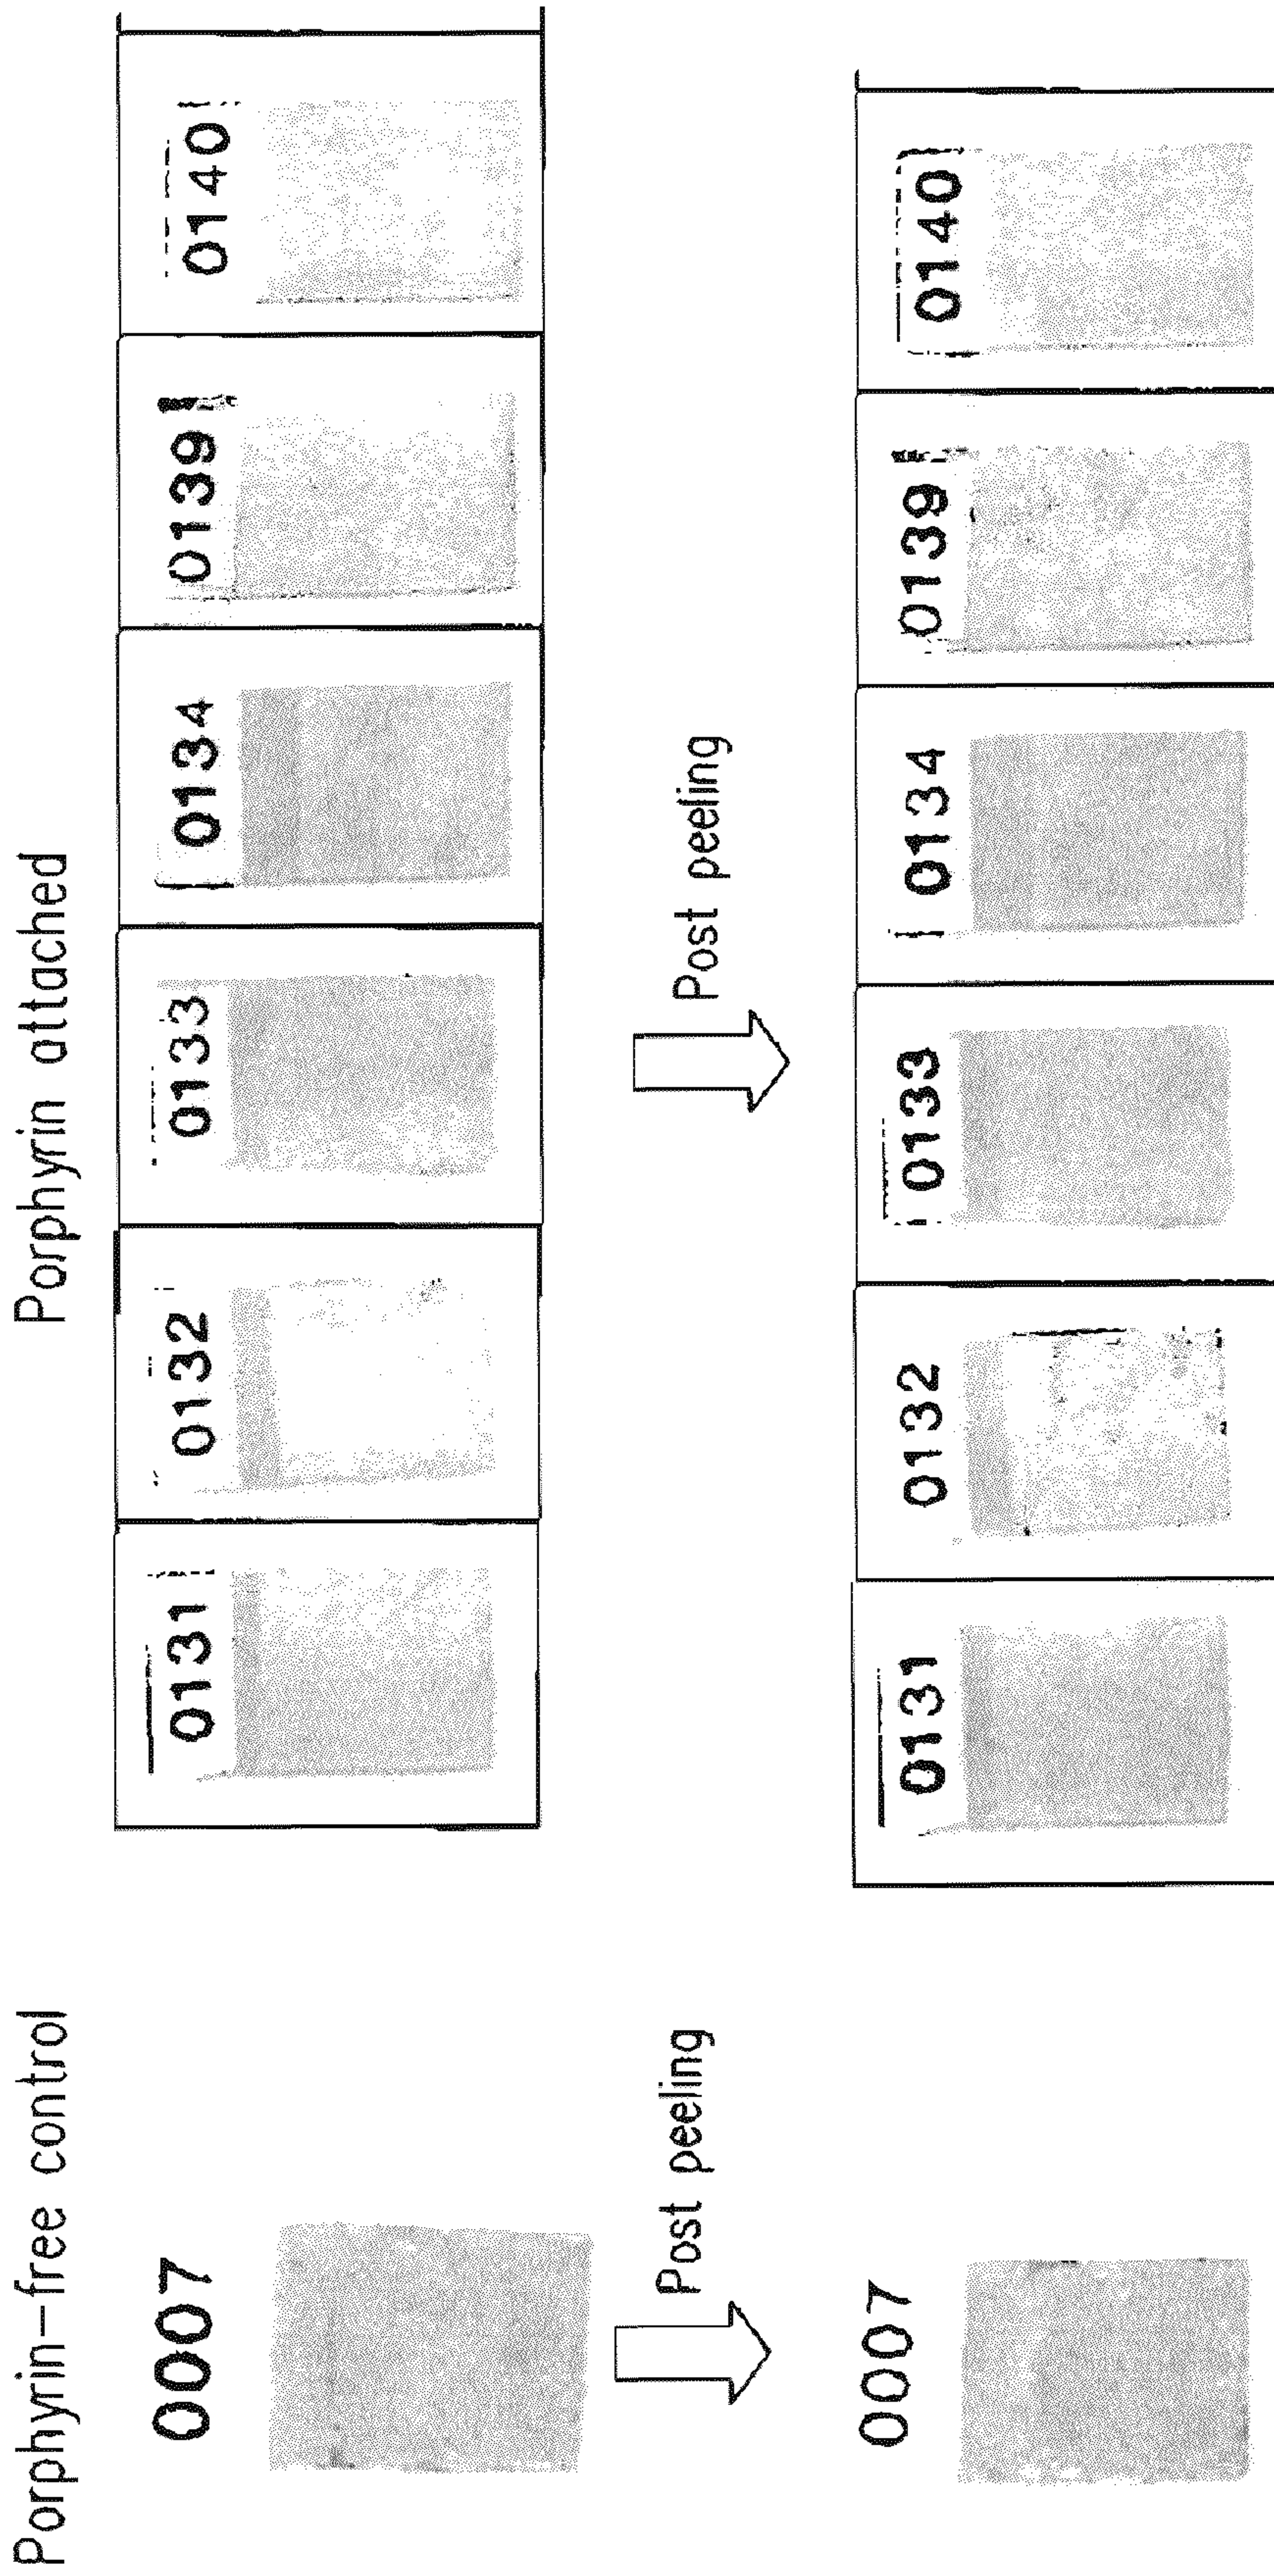 Porphyrin-free control
0007
Post peeling
0007
Porphyrin attached
0131 0132 0133 0134 0139 0140
Post peeling
0131 0132 0133 0134 0139 0140